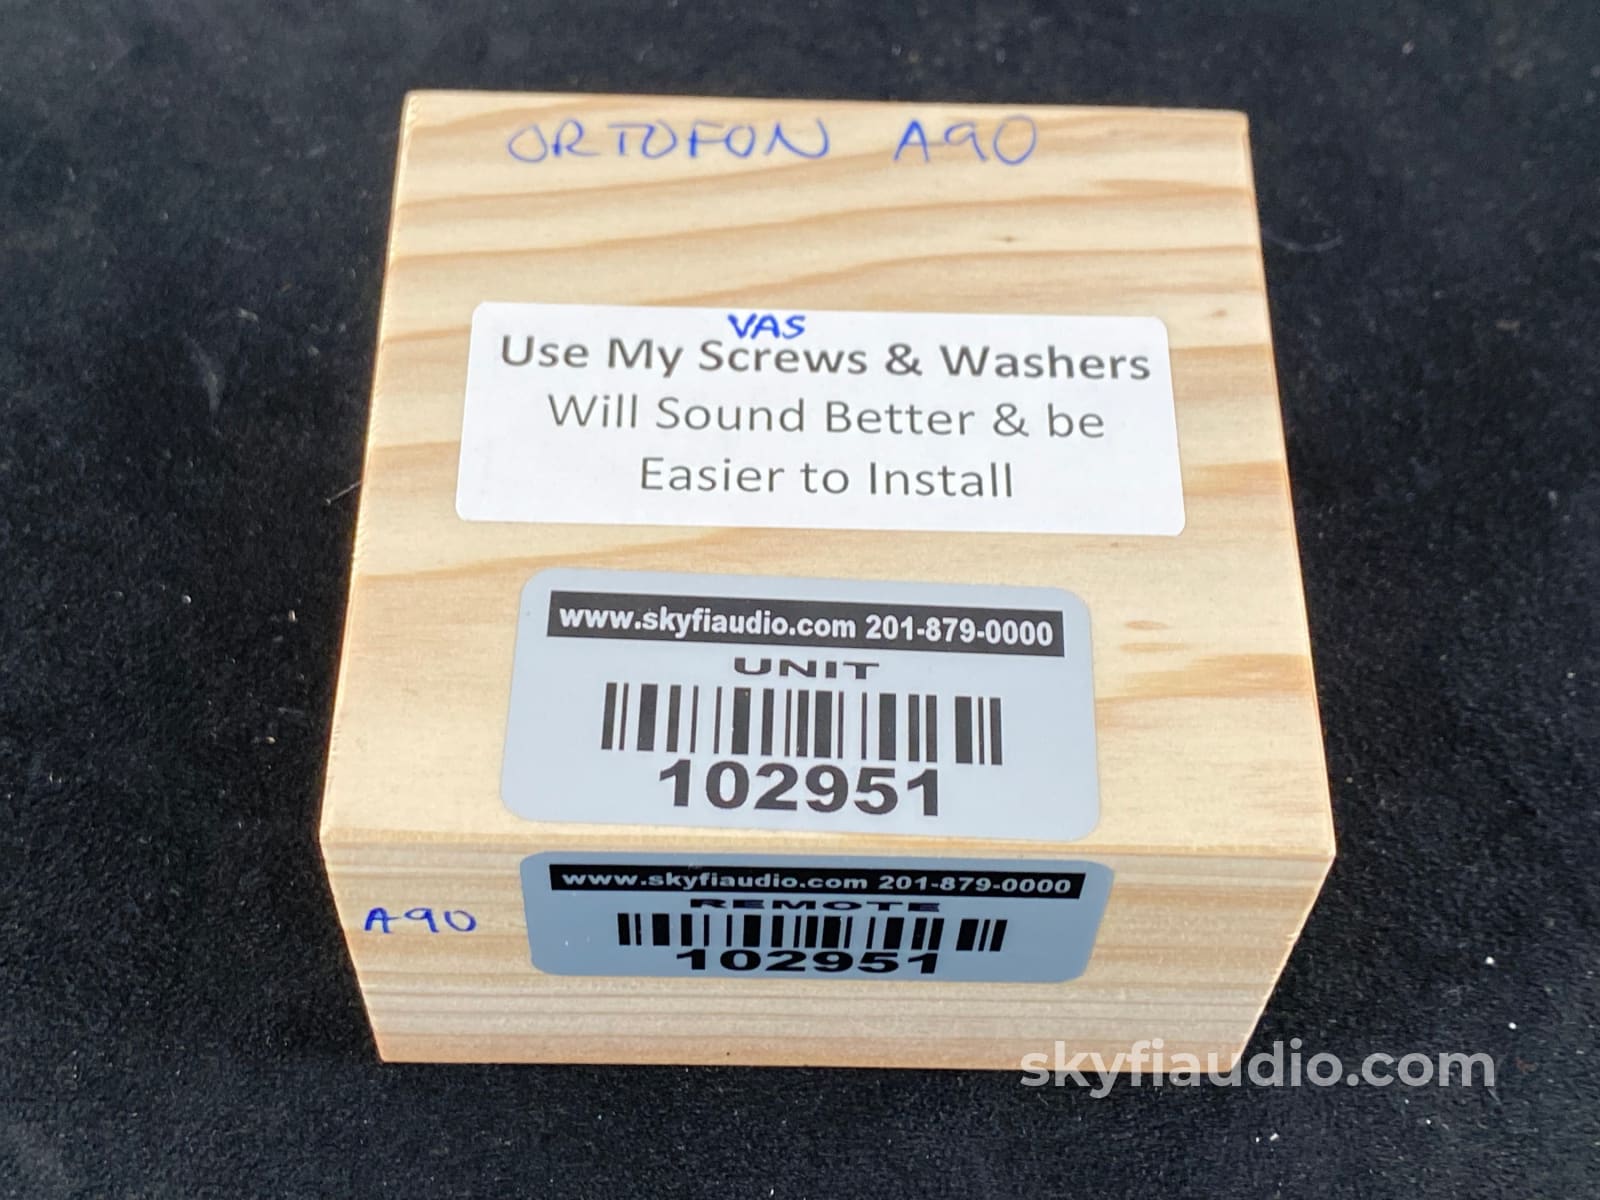 ORTOFON A90
VAS
Use My Screws & Washers
Will Sound Better & be
Easier to Install
www.skyfiaudio.com 201-879-0000
UNIT
102951
www.skyfiaudio.com 201-879-0000
REMOTE
A90
102951
skyfiaudio.com